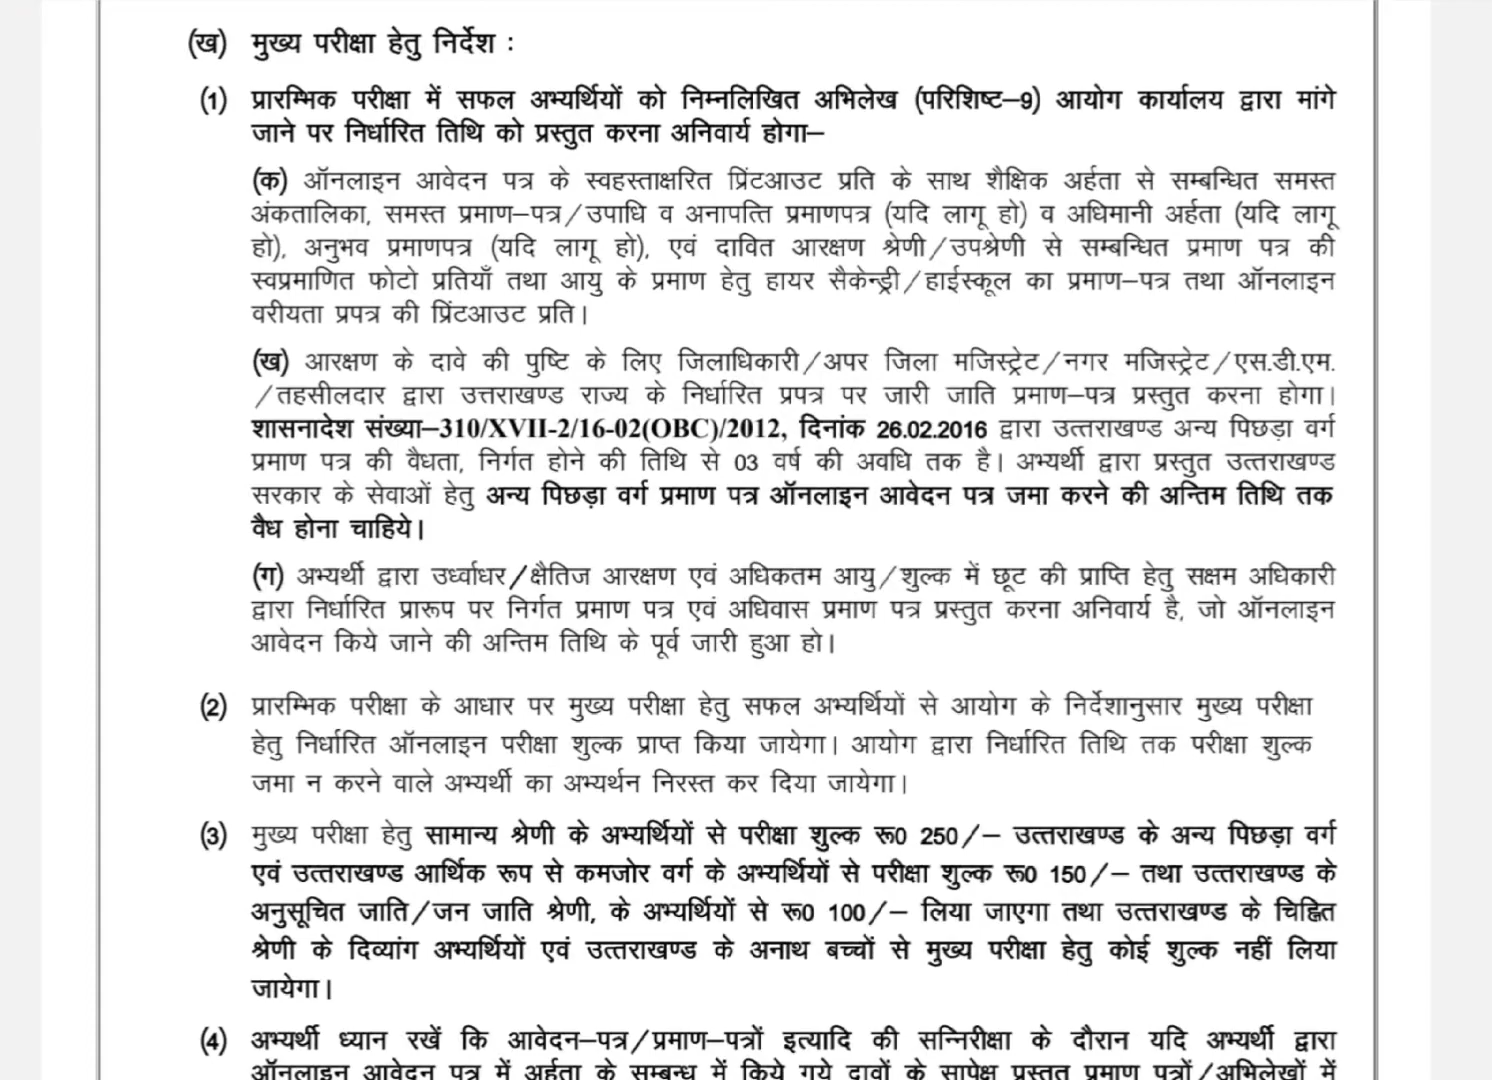 (ख) मुख्य परीक्षा हेतु निर्देश :
(1) प्रारम्भिक परीक्षा में सफल अभ्यर्थियों को निम्नलिखित अभिलेख (परिशिष्ट–9) आयोग कार्यालय द्वारा मांगे
जाने पर निर्धारित तिथि को प्रस्तुत करना अनिवार्य होगा–
(क) ऑनलाइन आवेदन पत्र के स्वहस्ताक्षरित प्रिंटआउट प्रति के साथ शैक्षिक अर्हता से सम्बन्धित समस्त
अंकतालिका, समस्त प्रमाण–पत्र/उपाधि व अनापत्ति प्रमाणपत्र (यदि लागू हो) व अधिमानी अर्हता (यदि लागू
हो), अनुभव प्रमाणपत्र (यदि लागू हो), एवं दावित आरक्षण श्रेणी/उपश्रेणी से सम्बन्धित प्रमाण पत्र की
स्वप्रमाणित फोटो प्रतियाँ तथा आयु के प्रमाण हेतु हायर सैकेन्ड्री/हाईस्कूल का प्रमाण–पत्र तथा ऑनलाइन
वरीयता प्रपत्र की प्रिंटआउट प्रति।
(ख) आरक्षण के दावे की पुष्टि के लिए जिलाधिकारी/अपर जिला मजिस्ट्रेट/नगर मजिस्ट्रेट/एस.डी.एम.
/तहसीलदार द्वारा उत्तराखण्ड राज्य के निर्धारित प्रपत्र पर जारी जाति प्रमाण–पत्र प्रस्तुत करना होगा।
शासनादेश संख्या–310/XVII-2/16-02(OBC)/2012, दिनांक 26.02.2016 द्वारा उत्तराखण्ड अन्य पिछड़ा वर्ग
प्रमाण पत्र की वैधता, निर्गत होने की तिथि से 03 वर्ष की अवधि तक है। अभ्यर्थी द्वारा प्रस्तुत उत्तराखण्ड
सरकार के सेवाओं हेतु अन्य पिछड़ा वर्ग प्रमाण पत्र ऑनलाइन आवेदन पत्र जमा करने की अन्तिम तिथि तक
वैध होना चाहिये।
(ग) अभ्यर्थी द्वारा उर्ध्वाधर/क्षैतिज आरक्षण एवं अधिकतम आयु/शुल्क में छूट की प्राप्ति हेतु सक्षम अधिकारी
द्वारा निर्धारित प्रारूप पर निर्गत प्रमाण पत्र एवं अधिवास प्रमाण पत्र प्रस्तुत करना अनिवार्य है, जो ऑनलाइन
आवेदन किये जाने की अन्तिम तिथि के पूर्व जारी हुआ हो।
(2) प्रारम्भिक परीक्षा के आधार पर मुख्य परीक्षा हेतु सफल अभ्यर्थियों से आयोग के निर्देशानुसार मुख्य परीक्षा
हेतु निर्धारित ऑनलाइन परीक्षा शुल्क प्राप्त किया जायेगा। आयोग द्वारा निर्धारित तिथि तक परीक्षा शुल्क
जमा न करने वाले अभ्यर्थी का अभ्यर्थन निरस्त कर दिया जायेगा।
(3) मुख्य परीक्षा हेतु सामान्य श्रेणी के अभ्यर्थियों से परीक्षा शुल्क रू0 250/– उत्तराखण्ड के अन्य पिछड़ा वर्ग
एवं उत्तराखण्ड आर्थिक रूप से कमजोर वर्ग के अभ्यर्थियों से परीक्षा शुल्क रू0 150/– तथा उत्तराखण्ड के
अनुसूचित जाति/जन जाति श्रेणी, के अभ्यर्थियों से रू0 100/– लिया जाएगा तथा उत्तराखण्ड के चिह्नित
श्रेणी के दिव्यांग अभ्यर्थियों एवं उत्तराखण्ड के अनाथ बच्चों से मुख्य परीक्षा हेतु कोई शुल्क नहीं लिया
जायेगा।
(4) अभ्यर्थी ध्यान रखें कि आवेदन–पत्र/प्रमाण–पत्रों इत्यादि की सन्निरीक्षा के दौरान यदि अभ्यर्थी द्वारा
ऑनलाइन आवेदन पत्र में अर्हता के सम्बन्ध में किये गये दावों के सापेक्ष प्रस्तुत प्रमाण पत्रों/अभिलेखों में